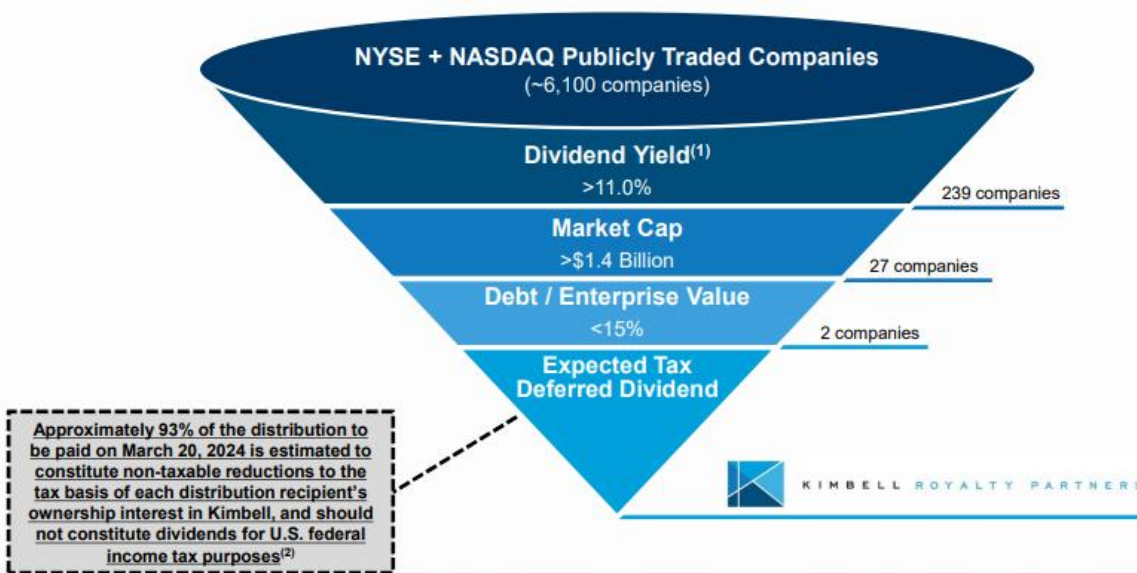 NYSE + NASDAQ Publicly Traded Companies
(~6,100 companies)
Dividend Yield(1)
>11.0%
239 companies
Market Cap
>$1.4 Billion
27 companies
Debt / Enterprise Value
<15%
2 companies
Expected Tax
Deferred Dividend
Approximately 93% of the distribution to
be paid on March 20, 2024 is estimated to
constitute non-taxable reductions to the
tax basis of each distribution recipient's
ownership interest in Kimbell, and should
not constitute dividends for U.S. federal
income tax purposes(2)
KIMBELL ROYALTY PARTNERS